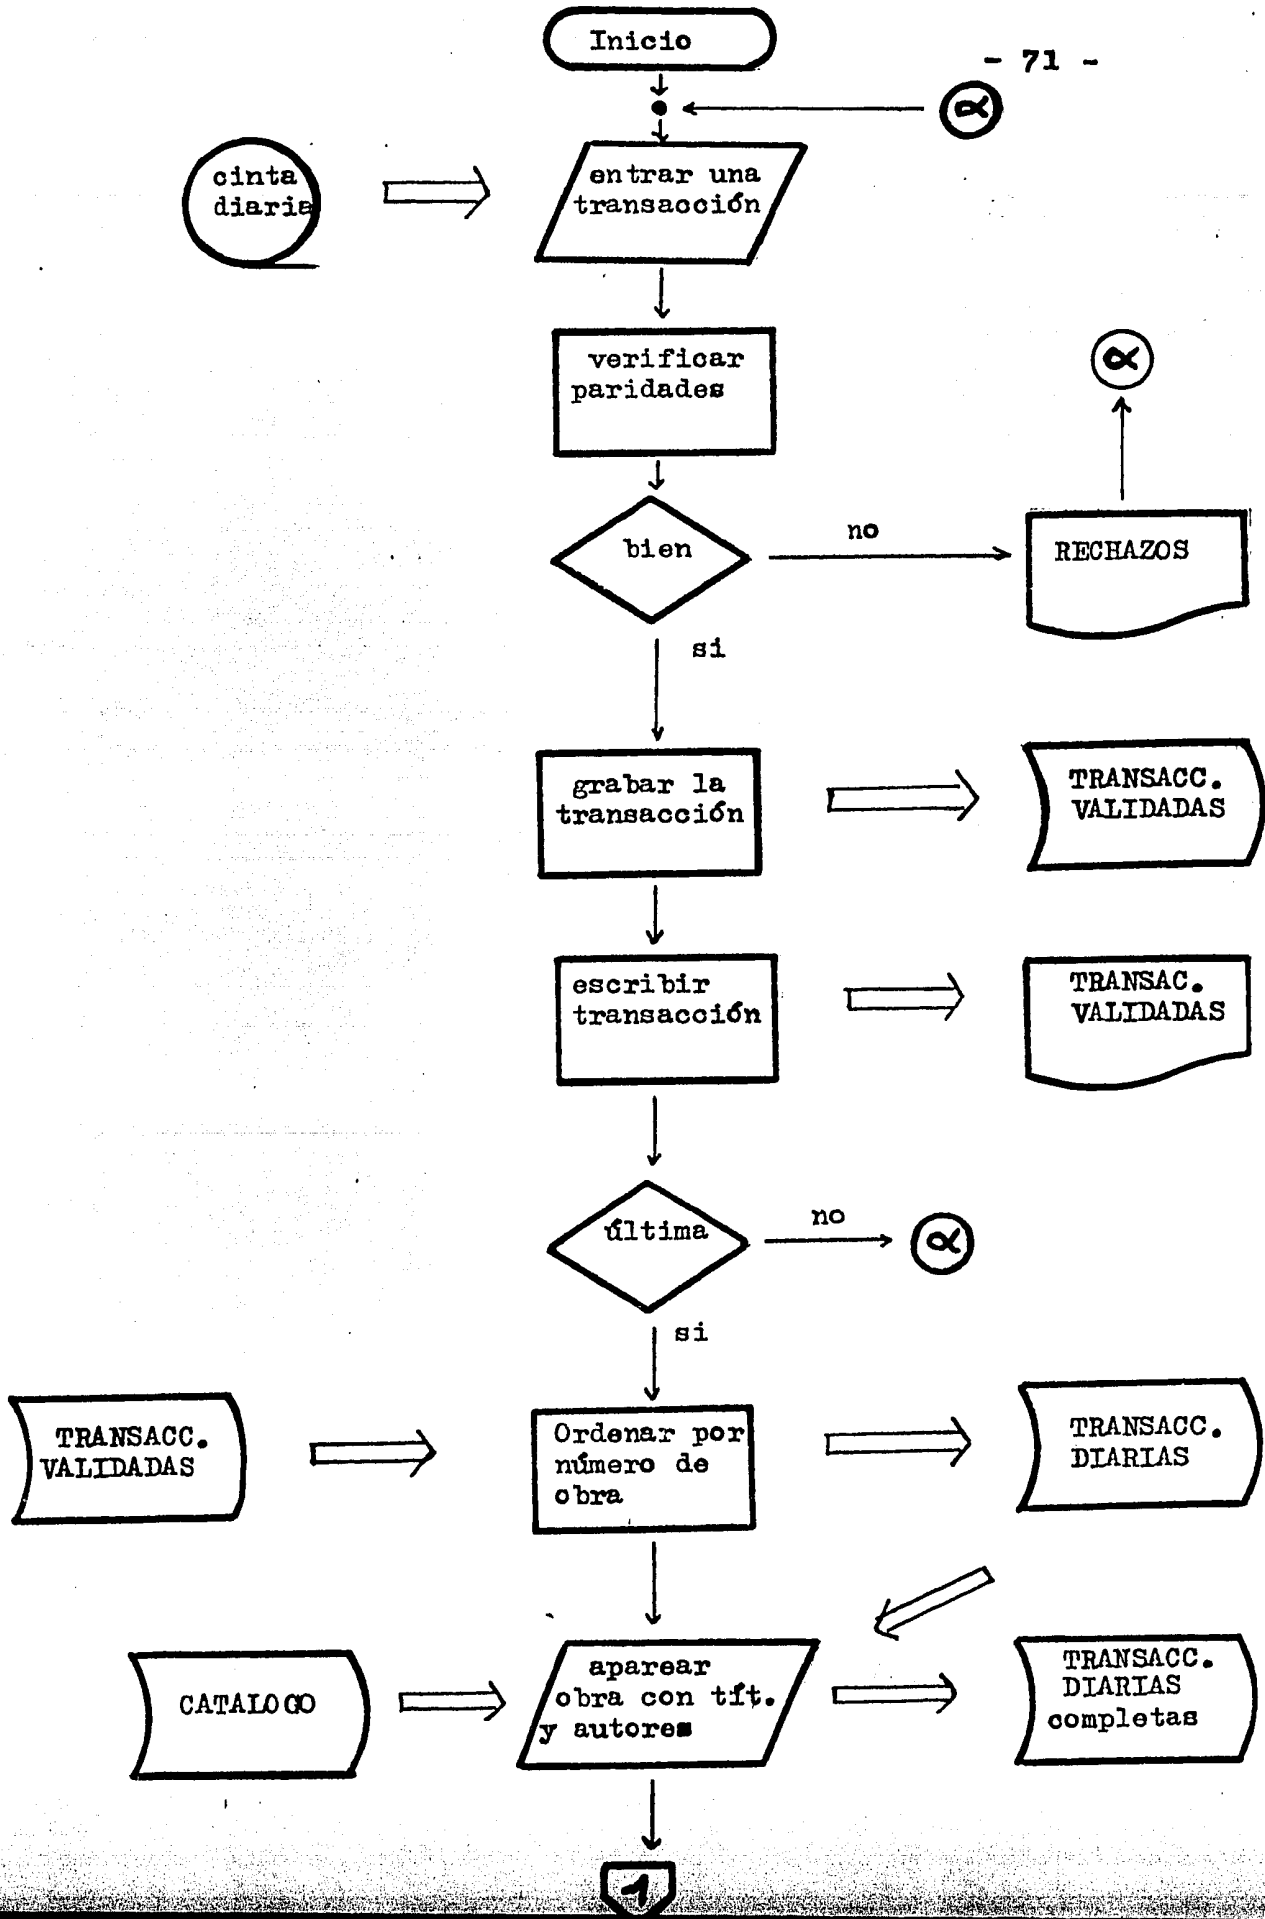 Inicio
- 71 -
α
cinta
diaria
entrar una
transacción
verificar
paridades
α
bien
no
RECHAZOS
si
grabar la
transacción
TRANSACC.
VALIDADAS
escribir
transacción
TRANSAC.
VALIDADAS
última
no
α
si
TRANSACC.
VALIDADAS
Ordenar por
número de
obra
TRANSACC.
DIARIAS
CATALOGO
aparear
obra con tít.
y autores
TRANSACC.
DIARIAS
completas
1